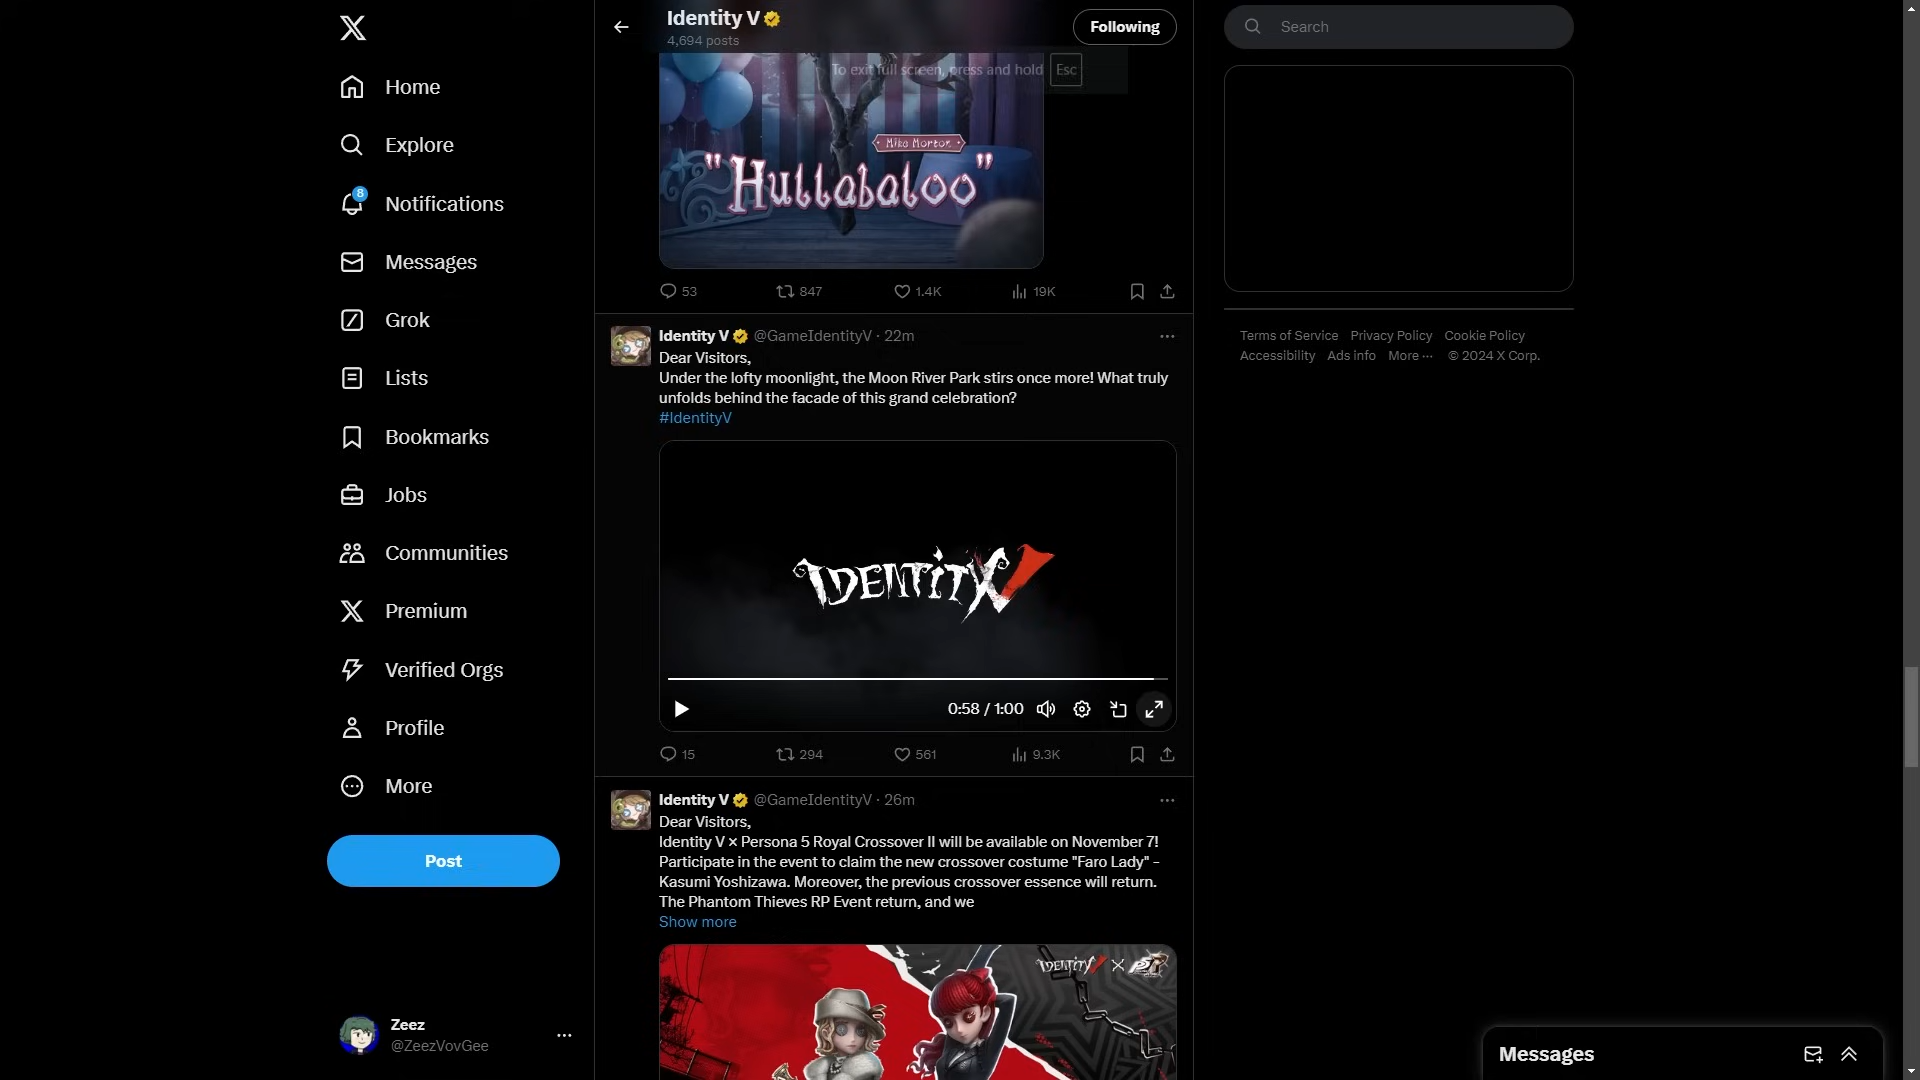 Home
Explore
8
Notifications
Messages
Grok
Lists
Bookmarks
Jobs
Communities
Premium
Verified Orgs
Profile
More
Post
Zeez
@ZeezVovGee
Identity V
4,694 posts
Following
To exit full screen, press and hold Esc
Mike Morton
"Hullabaloo"
53 847 1.4K 19K
Identity V @GameIdentityV · 22m
Dear Visitors,
Under the lofty moonlight, the Moon River Park stirs once more! What truly
unfolds behind the facade of this grand celebration?
#IdentityV
IDENTITY V
0:58 / 1:00
15 294 561 9.3K
Identity V @GameIdentityV · 26m
Dear Visitors,
Identity V × Persona 5 Royal Crossover II will be available on November 7!
Participate in the event to claim the new crossover costume "Faro Lady" -
Kasumi Yoshizawa. Moreover, the previous crossover essence will return.
The Phantom Thieves RP Event return, and we
Show more
IDENTITY V × P5R
Search
Terms of Service Privacy Policy Cookie Policy
Accessibility Ads info More ··· © 2024 X Corp.
Messages